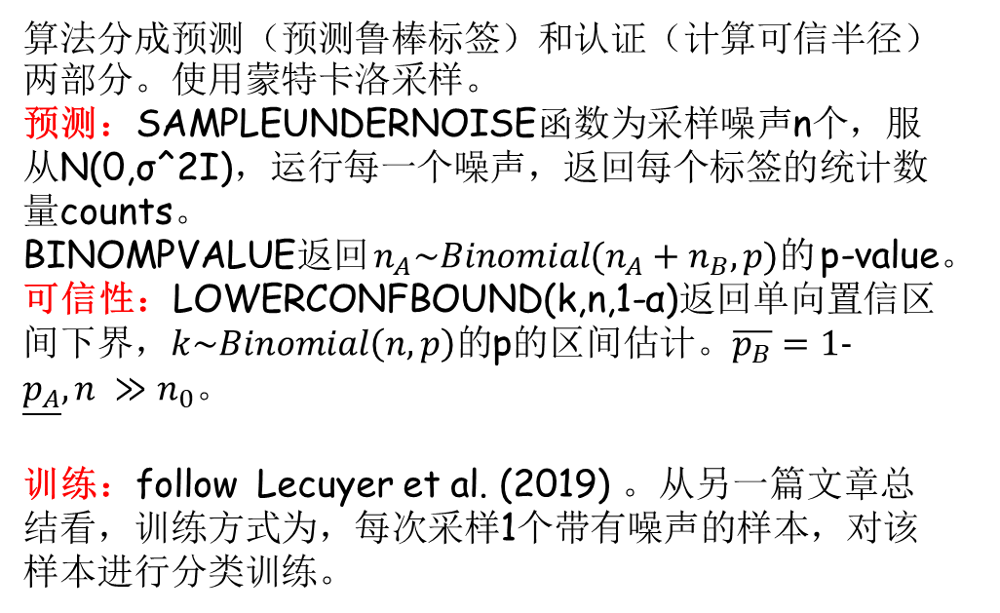 算法分成预测（预测鲁棒标签）和认证（计算可信半径）
两部分。使用蒙特卡洛采样。
预测：SAMPLEUNDERNOISE函数为采样噪声n个，服
从N(0,σ^2I)，运行每一个噪声，返回每个标签的统计数
量counts。
BINOMPVALUE返回n_A~Binomial(n_A + n_B, p)的p-value。
可信性：LOWERCONFBOUND(k,n,1-α)返回单向置信区
间下界，k~Binomial(n, p)的p的区间估计。\overline{p_B} = 1-
\underline{p_A}, n ≫ n_0。
训练：follow Lecuyer et al. (2019) 。从另一篇文章总
结看，训练方式为，每次采样1个带有噪声的样本，对该
样本进行分类训练。